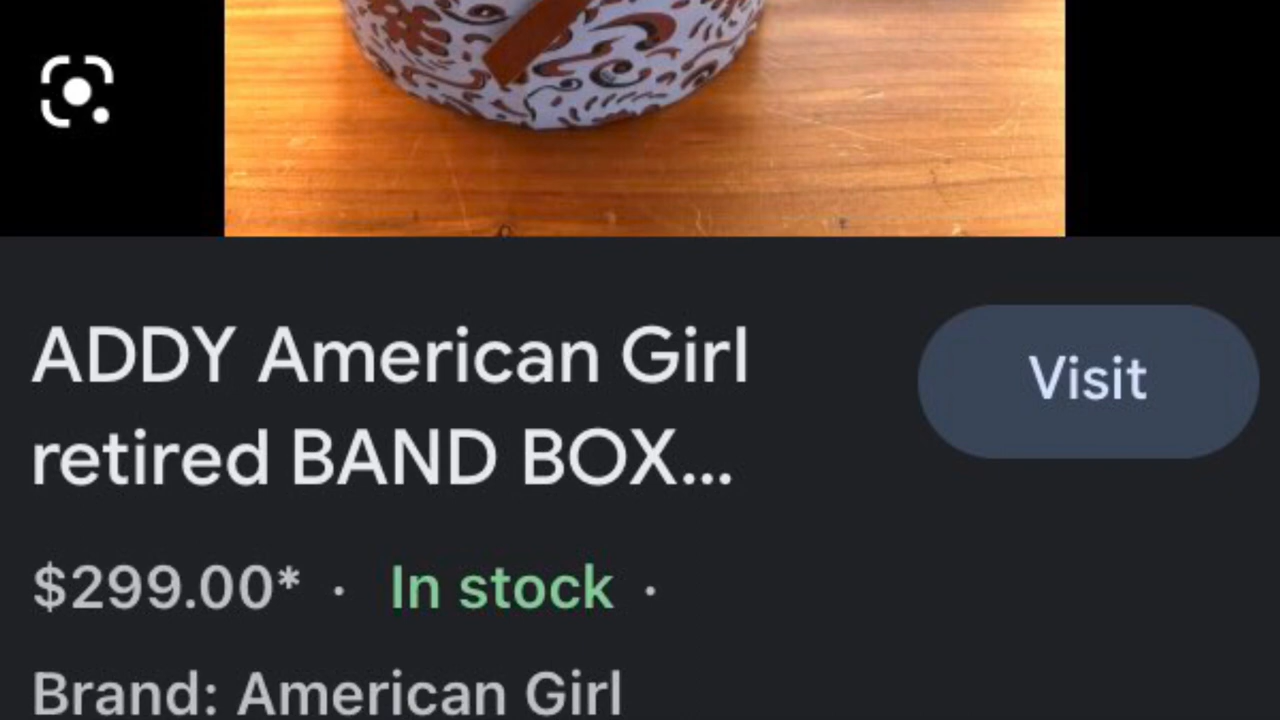 ADDY American Girl
retired BAND BOX...
Visit
$299.00* · In stock ·
Brand: American Girl